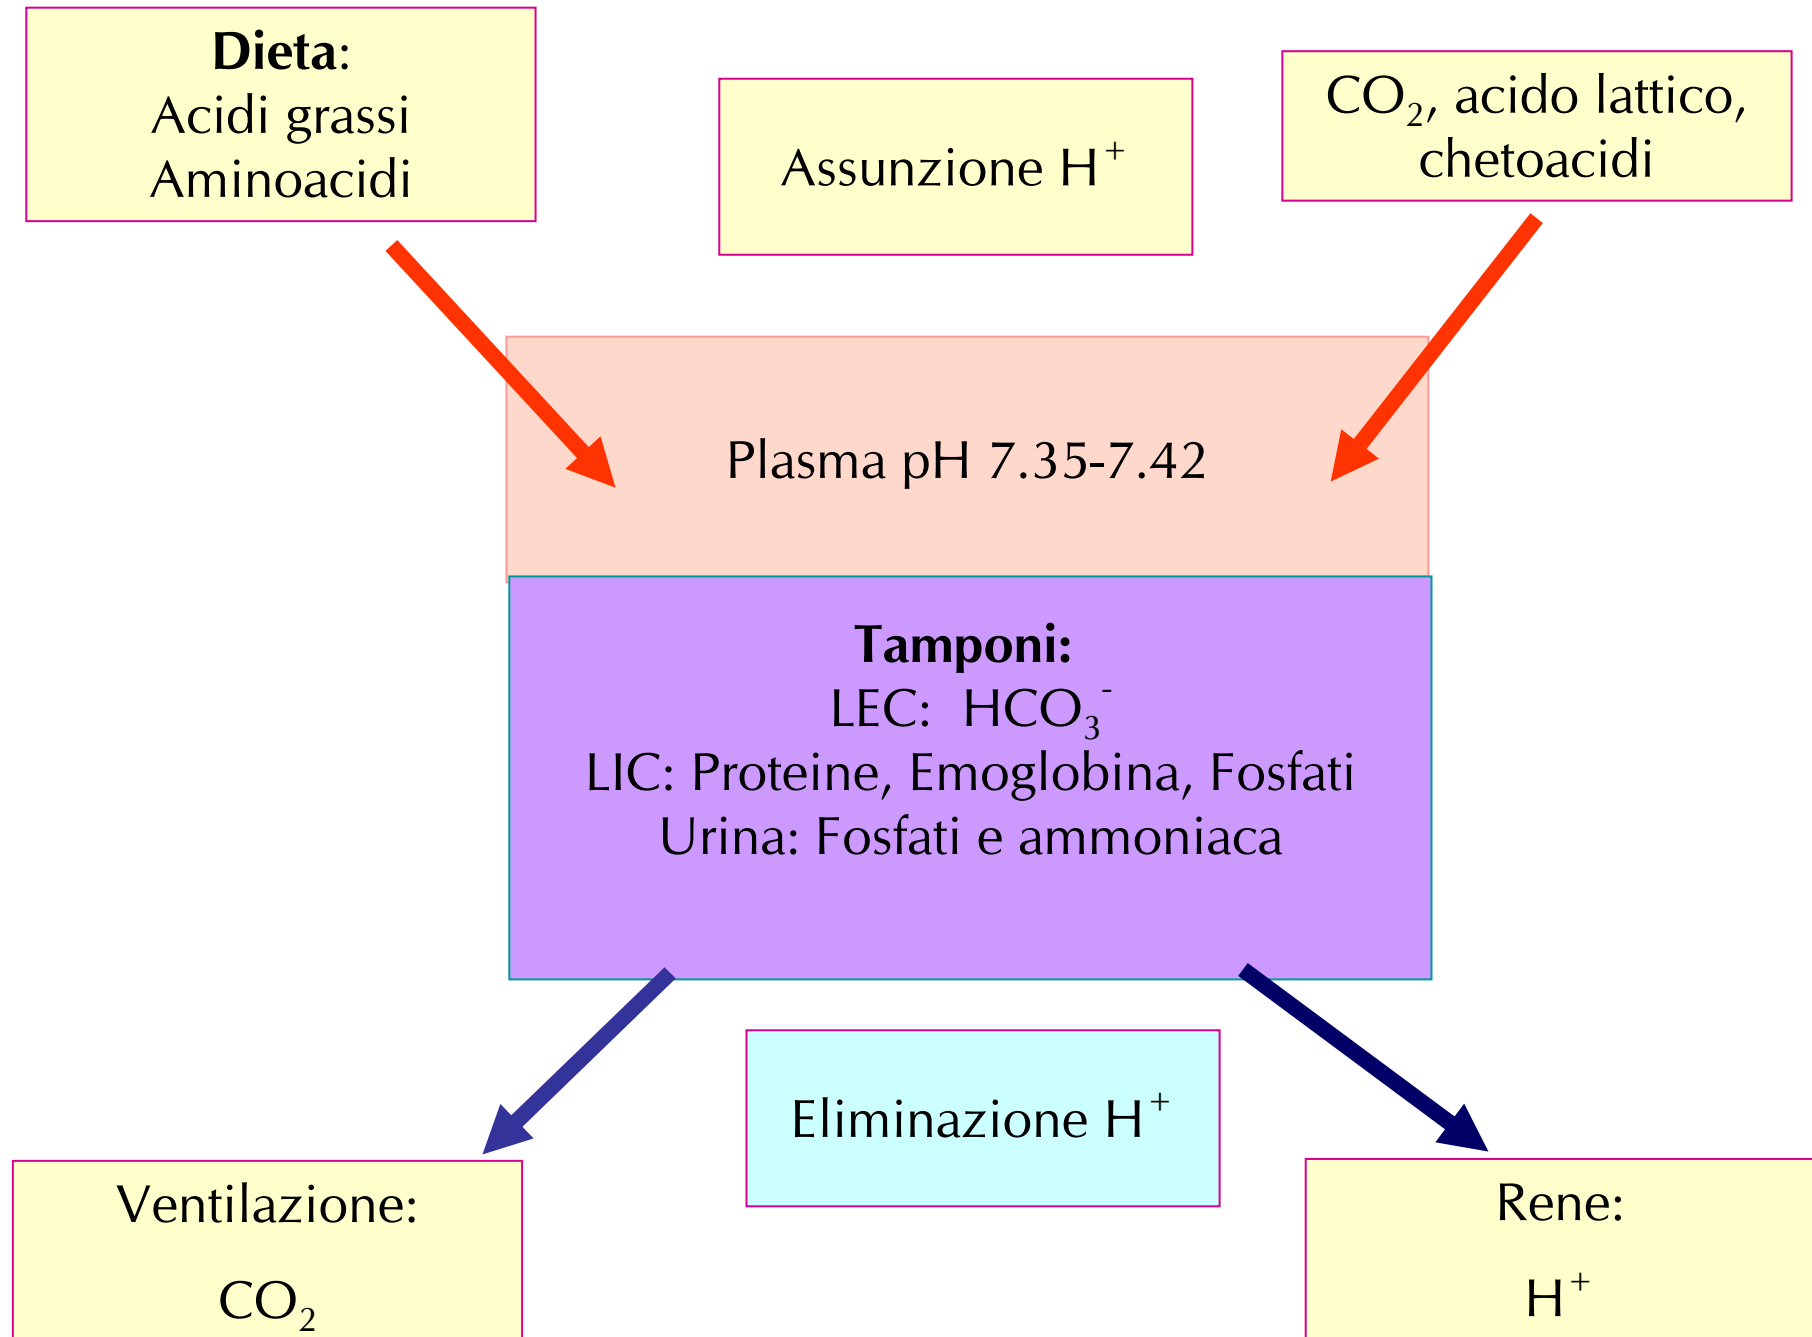 Dieta:
Acidi grassi
Aminoacidi
Assunzione H⁺
CO₂, acido lattico,
chetoacidi
Plasma pH 7.35-7.42
Tamponi:
LEC: HCO₃⁻
LIC: Proteine, Emoglobina, Fosfati
Urina: Fosfati e ammoniaca
Eliminazione H⁺
Ventilazione:
CO₂
Rene:
H⁺